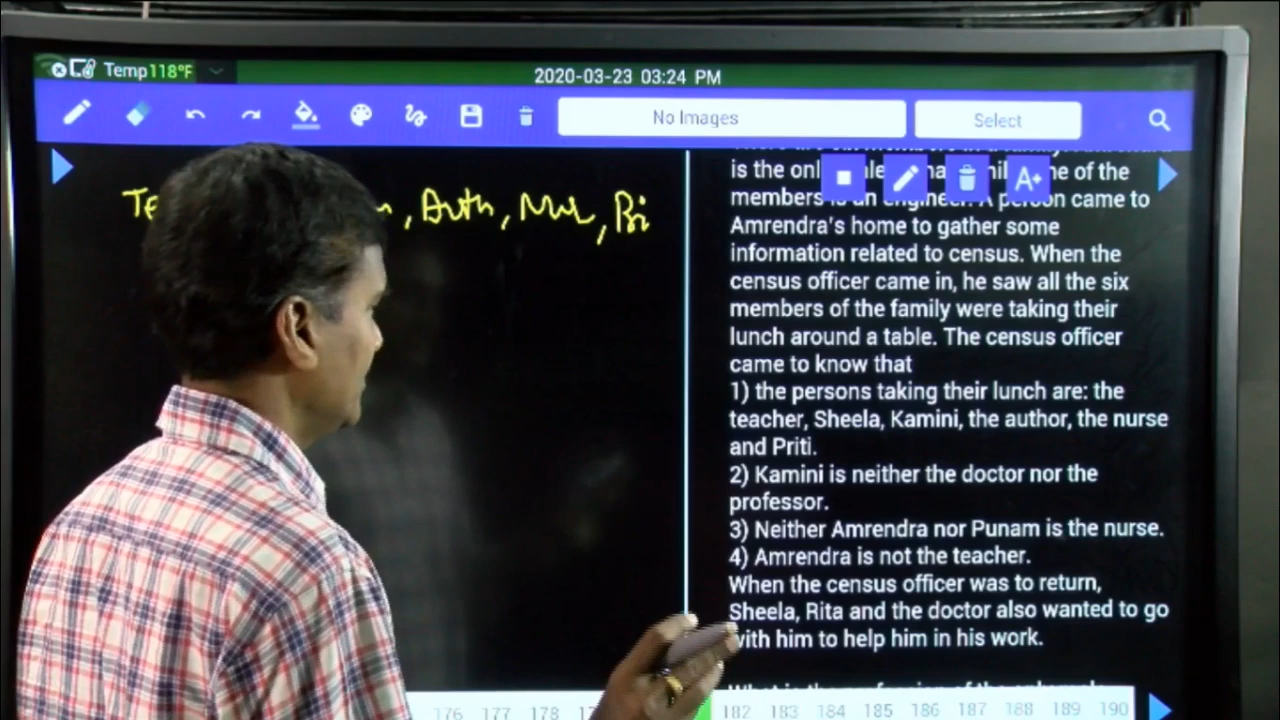 Temp 118°F
2020-03-23 03:24 PM
No Images
Select
is the
A+
of the
members is an engineer. A person came to
Amrendra's home to gather some
information related to census. When the
census officer came in, he saw all the six
members of the family were taking their
lunch around a table. The census officer
came to know that
1) the persons taking their lunch are: the
teacher, Sheela, Kamini, the author, the nurse
and Priti.
2) Kamini is neither the doctor nor the
professor.
3) Neither Amrendra nor Punam is the nurse.
4) Amrendra is not the teacher.
When the census officer was to return,
Sheela, Rita and the doctor also wanted to go
with him to help him in his work.
176 177 178 182 183 184 185 186 187 188 189 190